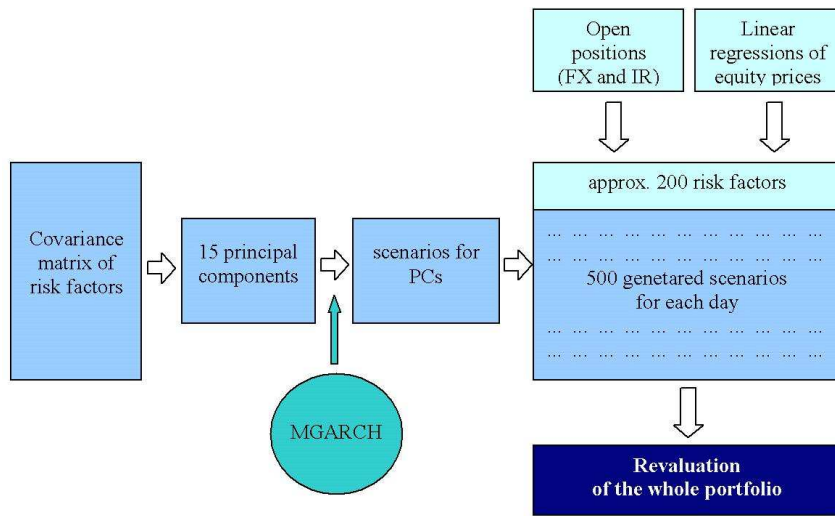 Open
positions
(FX and IR)
Linear
regressions of
equity prices
approx. 200 risk factors
Covariance
matrix of
risk factors
15 principal
components
scenarios for
PCs
... ... ... ... ... ... ... ... ... ... ... ...
... ... ... ... ... ... ... ... ... ... ... ...
500 genetared scenarios
for each day
... ... ... ... ... ... ... ... ... ... ... ...
... ... ... ... ... ... ... ... ... ... ... ...
MGARCH
Revaluation
of the whole portfolio